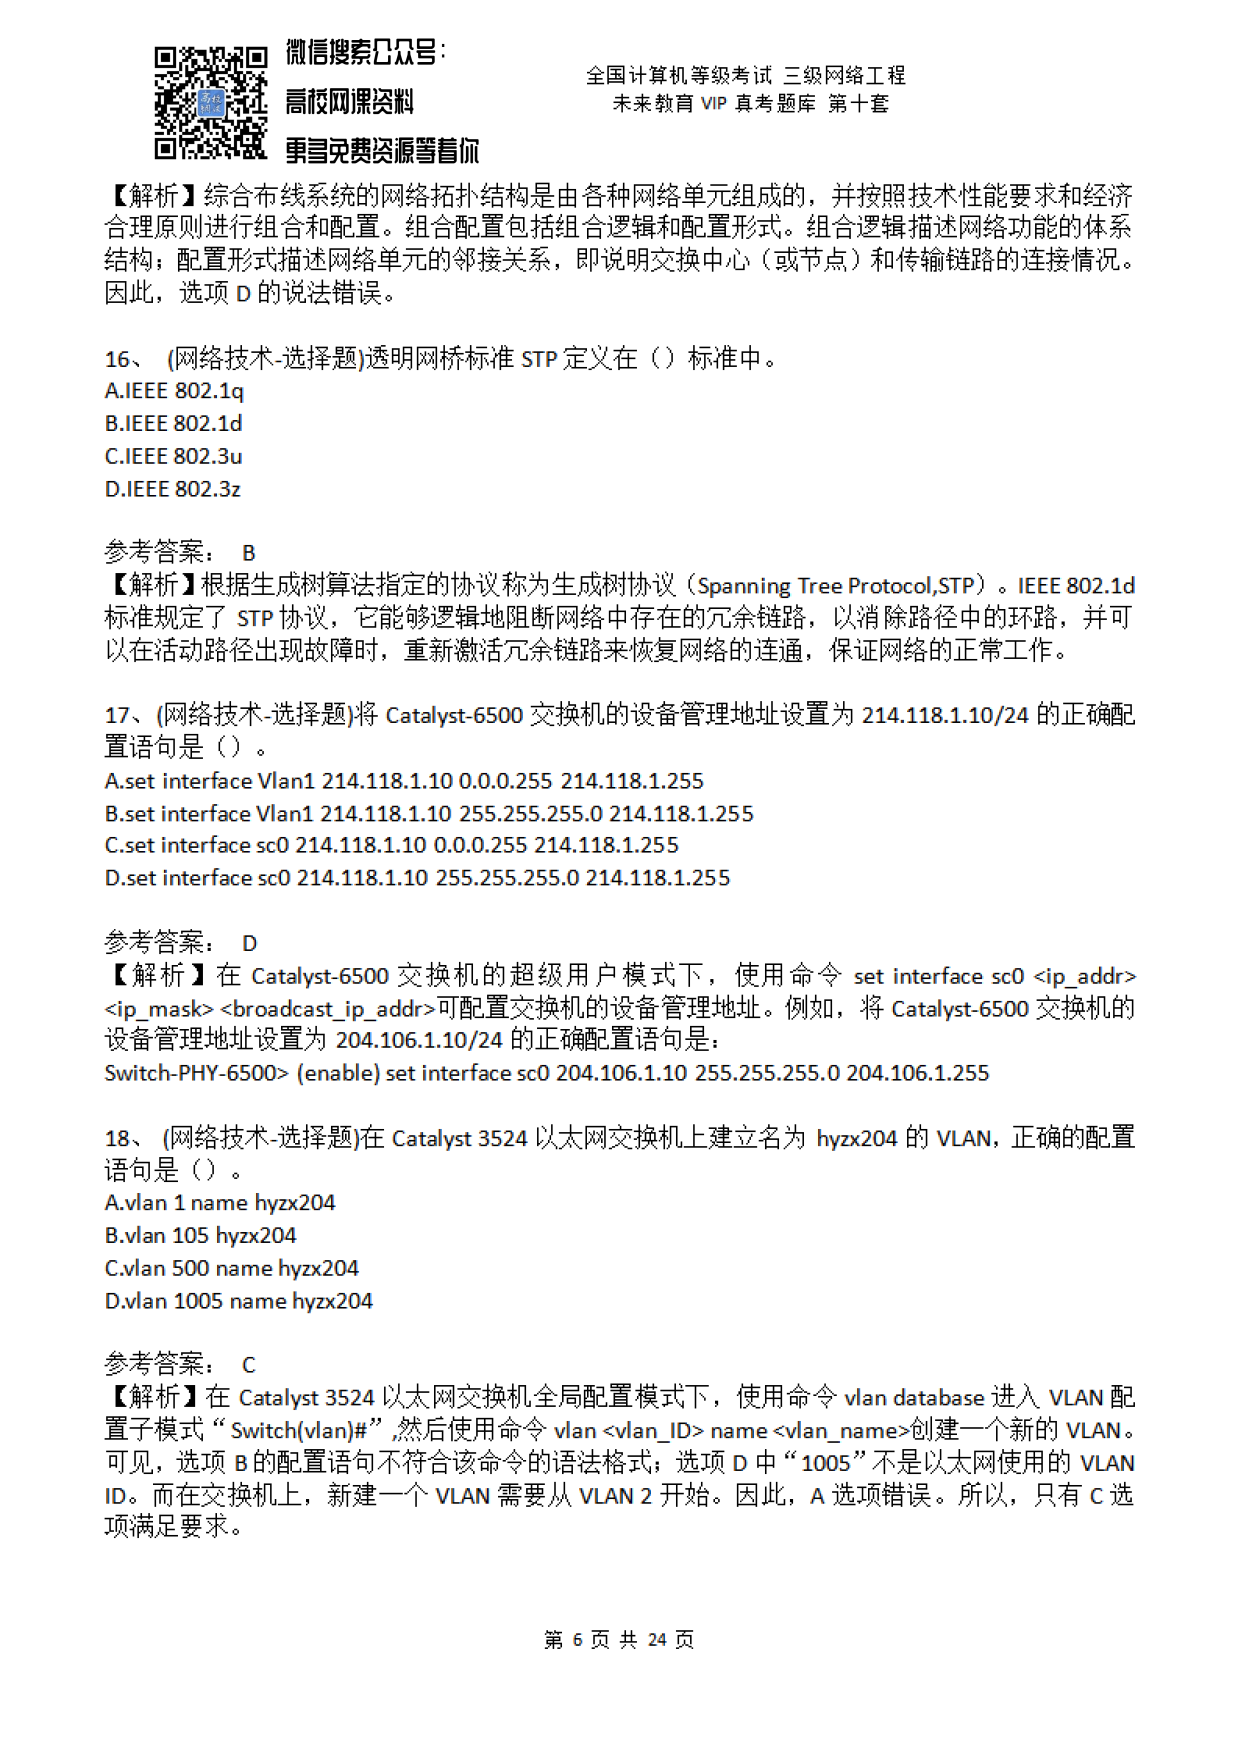 微信搜索公众号：
高校网课资料
更多免费资源等着你
全国计算机等级考试 三级网络工程
未来教育 VIP 真考题库 第十套
【解析】综合布线系统的网络拓扑结构是由各种网络单元组成的，并按照技术性能要求和经济
合理原则进行组合和配置。组合配置包括组合逻辑和配置形式。组合逻辑描述网络功能的体系
结构；配置形式描述网络单元的邻接关系，即说明交换中心（或节点）和传输链路的连接情况。
因此，选项 D 的说法错误。
16、 (网络技术-选择题)透明网桥标准 STP 定义在（）标准中。
A.IEEE 802.1q
B.IEEE 802.1d
C.IEEE 802.3u
D.IEEE 802.3z
参考答案： B
【解析】根据生成树算法指定的协议称为生成树协议（Spanning Tree Protocol,STP）。IEEE 802.1d
标准规定了 STP 协议，它能够逻辑地阻断网络中存在的冗余链路，以消除路径中的环路，并可
以在活动路径出现故障时，重新激活冗余链路来恢复网络的连通，保证网络的正常工作。
17、(网络技术-选择题)将 Catalyst-6500 交换机的设备管理地址设置为 214.118.1.10/24 的正确配
置语句是（）。
A.set interface Vlan1 214.118.1.10 0.0.0.255 214.118.1.255
B.set interface Vlan1 214.118.1.10 255.255.255.0 214.118.1.255
C.set interface sc0 214.118.1.10 0.0.0.255 214.118.1.255
D.set interface sc0 214.118.1.10 255.255.255.0 214.118.1.255
参考答案： D
【解析】在 Catalyst-6500 交换机的超级用户模式下，使用命令 set interface sc0 <ip_addr>
<ip_mask> <broadcast_ip_addr>可配置交换机的设备管理地址。例如，将 Catalyst-6500 交换机的
设备管理地址设置为 204.106.1.10/24 的正确配置语句是：
Switch-PHY-6500> (enable) set interface sc0 204.106.1.10 255.255.255.0 204.106.1.255
18、 (网络技术-选择题)在 Catalyst 3524 以太网交换机上建立名为 hyzx204 的 VLAN，正确的配置
语句是（）。
A.vlan 1 name hyzx204
B.vlan 105 hyzx204
C.vlan 500 name hyzx204
D.vlan 1005 name hyzx204
参考答案： C
【解析】在 Catalyst 3524 以太网交换机全局配置模式下，使用命令 vlan database 进入 VLAN 配
置子模式“Switch(vlan)#”,然后使用命令 vlan <vlan_ID> name <vlan_name>创建一个新的 VLAN。
可见，选项 B 的配置语句不符合该命令的语法格式；选项 D 中“1005”不是以太网使用的 VLAN
ID。而在交换机上，新建一个 VLAN 需要从 VLAN 2 开始。因此，A 选项错误。所以，只有 C 选
项满足要求。
第 6 页 共 24 页